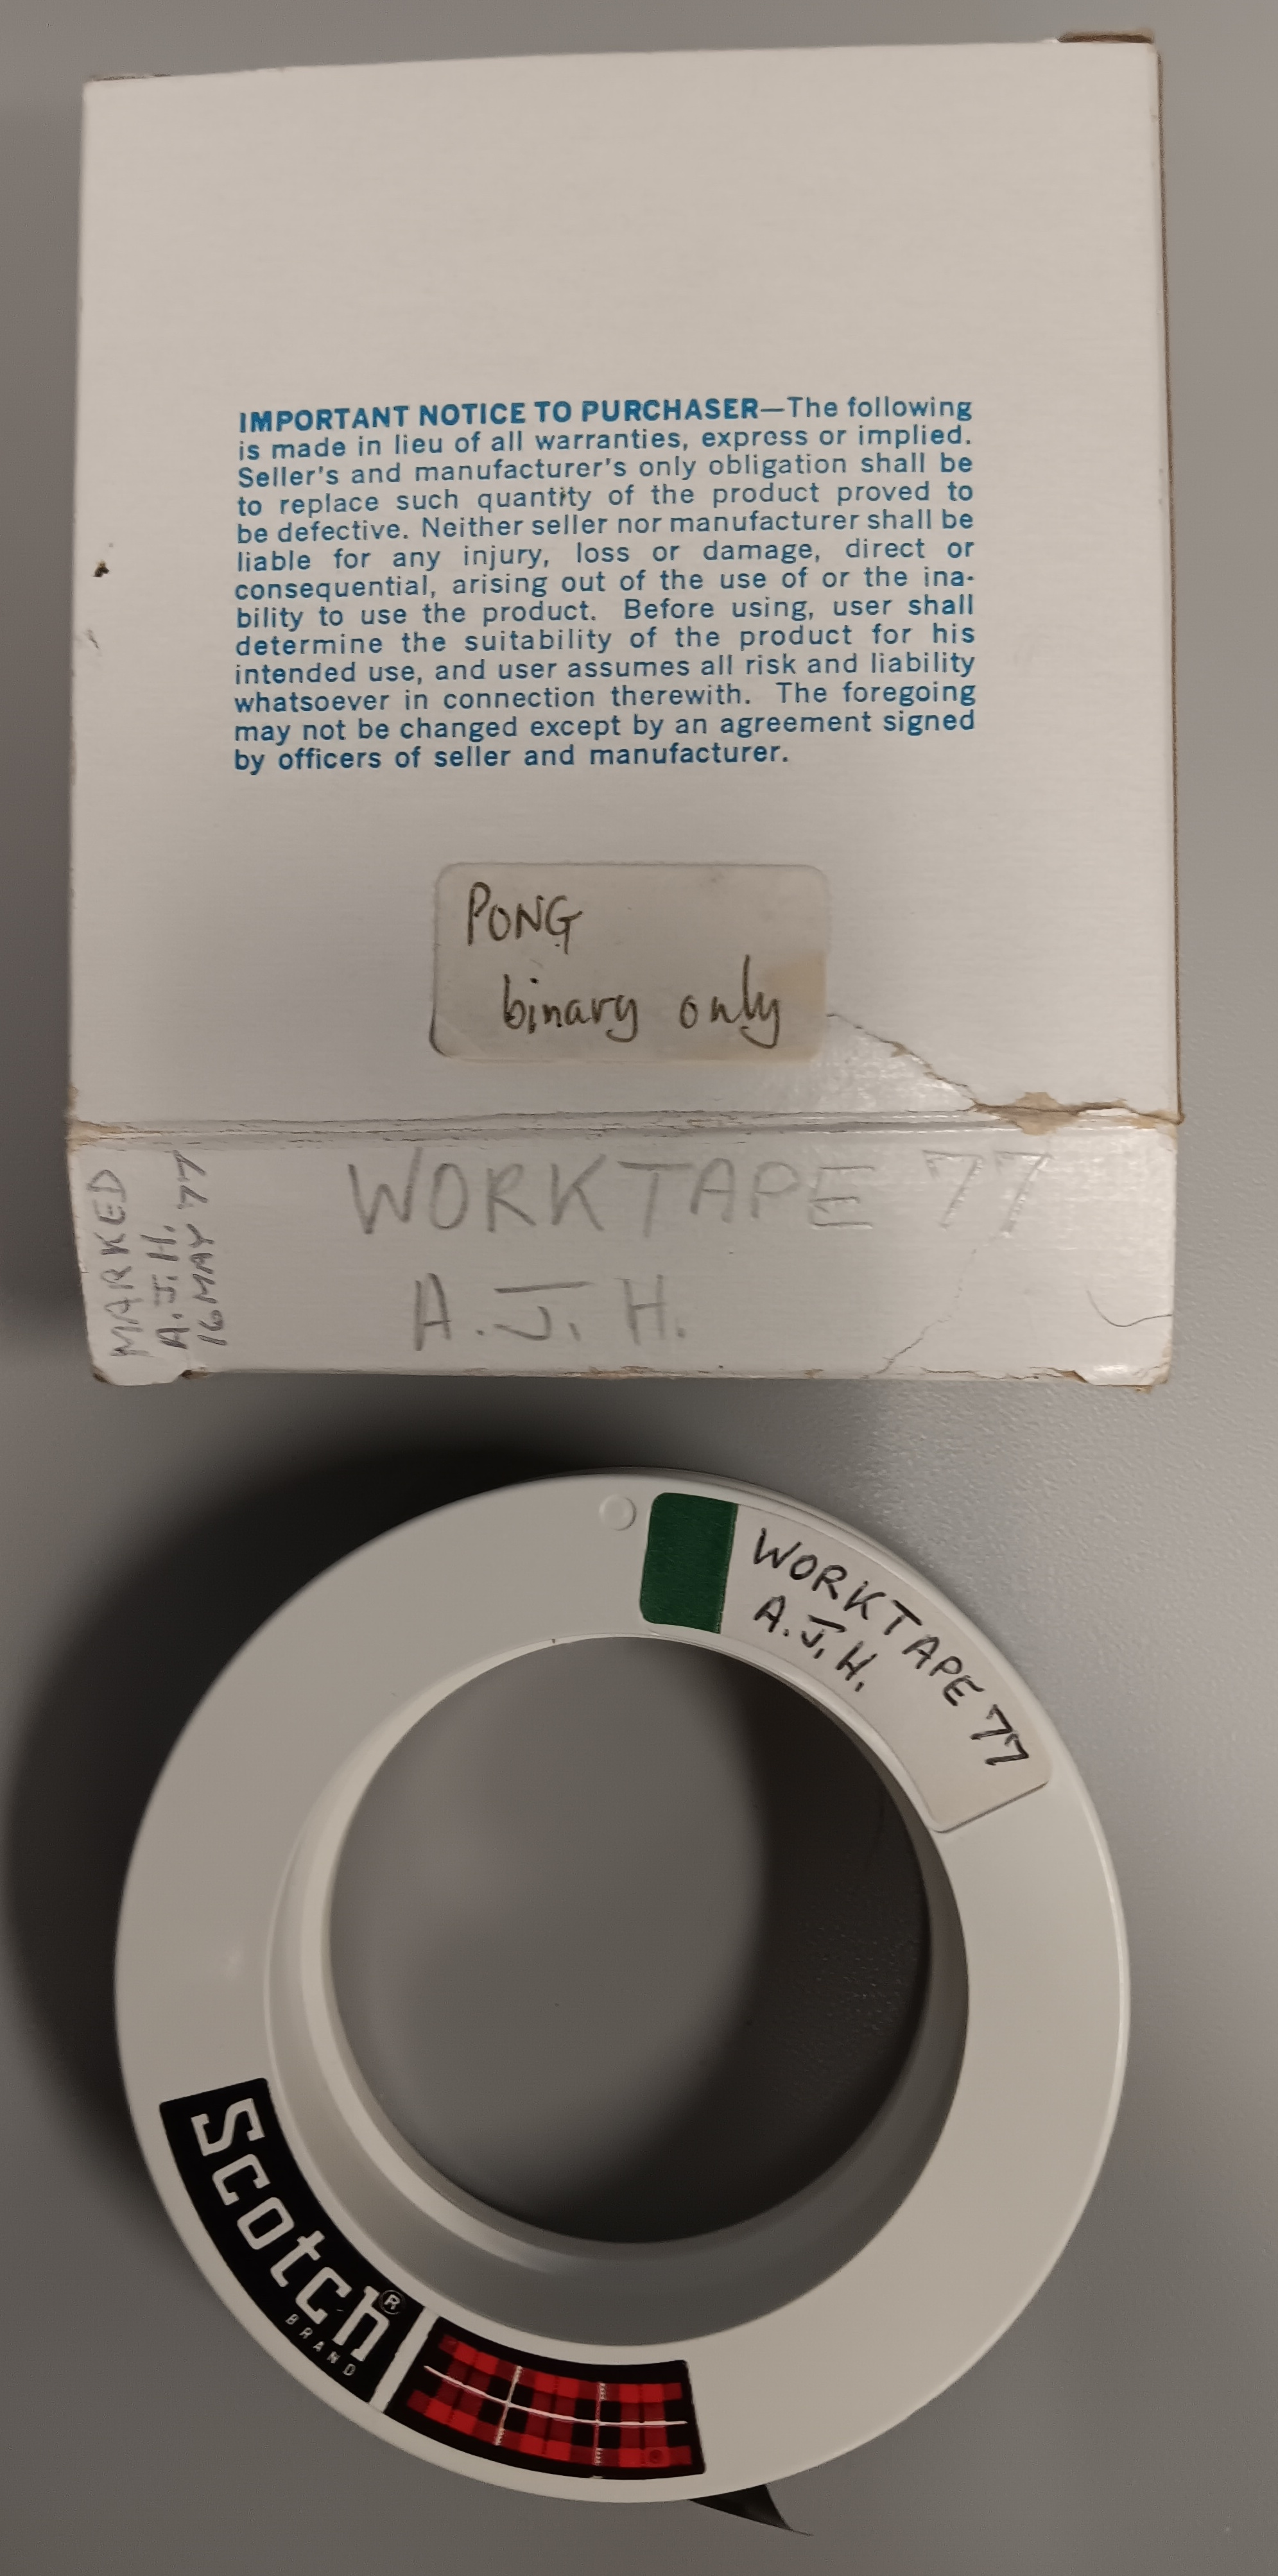 IMPORTANT NOTICE TO PURCHASER—The following
is made in lieu of all warranties, express or implied.
Seller's and manufacturer's only obligation shall be
to replace such quantity of the product proved to
be defective. Neither seller nor manufacturer shall be
liable for any injury, loss or damage, direct or
consequential, arising out of the use of or the ina-
bility to use the product. Before using, user shall
determine the suitability of the product for his
intended use, and user assumes all risk and liability
whatsoever in connection therewith. The foregoing
may not be changed except by an agreement signed
by officers of seller and manufacturer.
PONG
binary only
MARKED
A.J.H.
16 MAY 77
WORKTAPE 77
A.J.H.
WORKTAPE 77
A.J.H.
Scotch®
BRAND